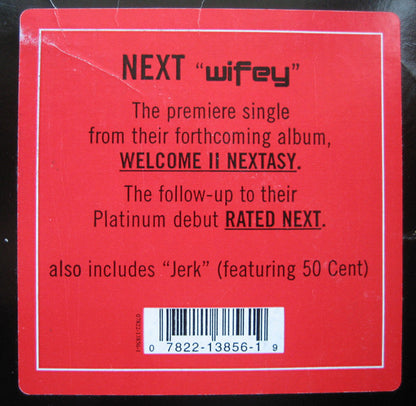 NEXT "wifey"
The premiere single
from their forthcoming album,
WELCOME II NEXTASY.
The follow-up to their
Platinum debut RATED NEXT.
also includes "Jerk" (featuring 50 Cent)
0 7822-13856-1 9